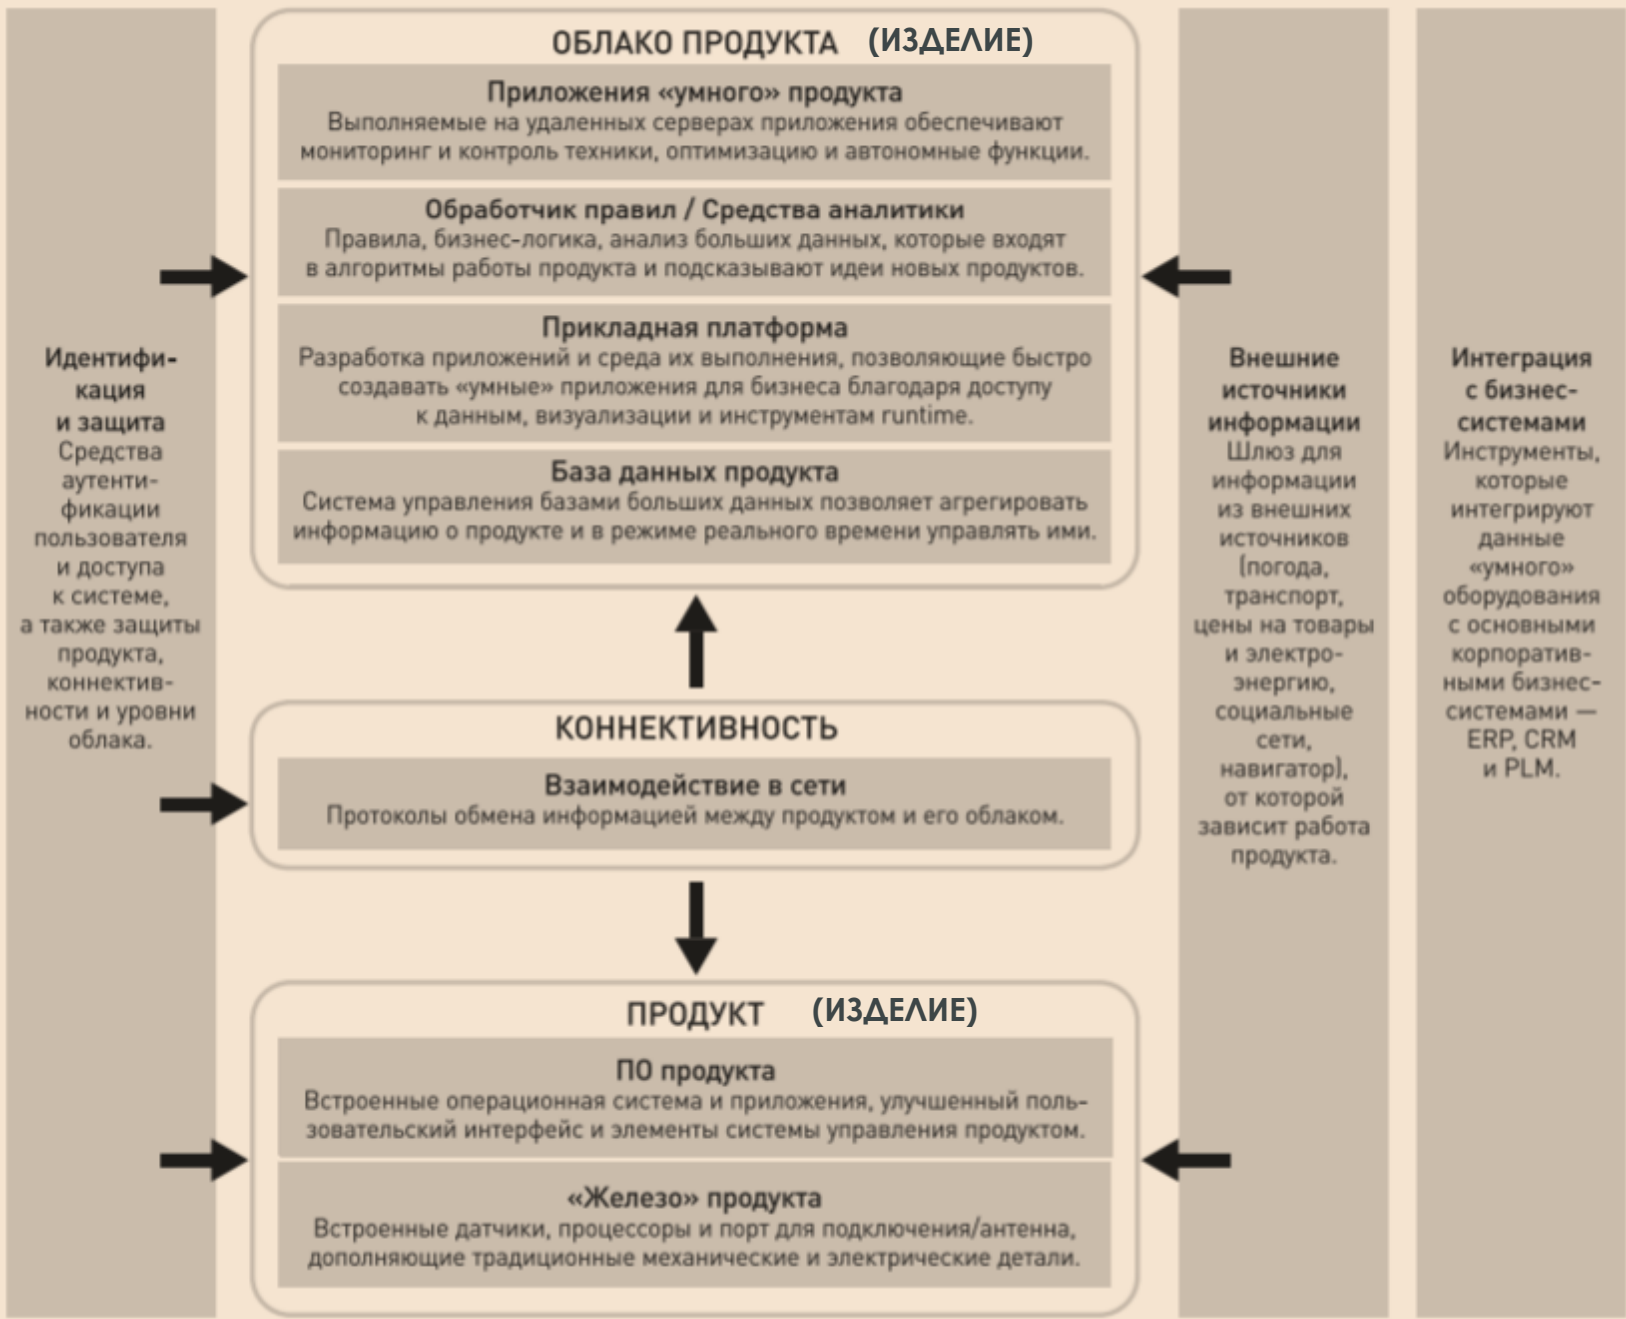 ОБЛАКО ПРОДУКТА (ИЗДЕЛИЕ)
Приложения «умного» продукта
Выполняемые на удаленных серверах приложения обеспечивают
мониторинг и контроль техники, оптимизацию и автономные функции.
Обработчик правил / Средства аналитики
Правила, бизнес-логика, анализ больших данных, которые входят
в алгоритмы работы продукта и подсказывают идеи новых продуктов.
Прикладная платформа
Разработка приложений и среда их выполнения, позволяющие быстро
создавать «умные» приложения для бизнеса благодаря доступу
к данным, визуализации и инструментам runtime.
База данных продукта
Система управления базами больших данных позволяет агрегировать
информацию о продукте и в режиме реального времени управлять ими.
КОННЕКТИВНОСТЬ
Взаимодействие в сети
Протоколы обмена информацией между продуктом и его облаком.
ПРОДУКТ (ИЗДЕЛИЕ)
ПО продукта
Встроенные операционная система и приложения, улучшенный поль-
зовательский интерфейс и элементы системы управления продуктом.
«Железо» продукта
Встроенные датчики, процессоры и порт для подключения/антенна,
дополняющие традиционные механические и электрические детали.
Идентифи-
кация
и защита
Средства
аутенти-
фикации
пользователя
и доступа
к системе,
а также защиты
продукта,
коннектив-
ности и уровни
облака.
Внешние
источники
информации
Шлюз для
информации
из внешних
источников
(погода,
транспорт,
цены на товары
и электро-
энергию,
социальные
сети,
навигатор),
от которой
зависит работа
продукта.
Интеграция
с бизнес-
системами
Инструменты,
которые
интегрируют
данные
«умного»
оборудования
с основными
корпоратив-
ными бизнес-
системами —
ERP, CRM
и PLM.